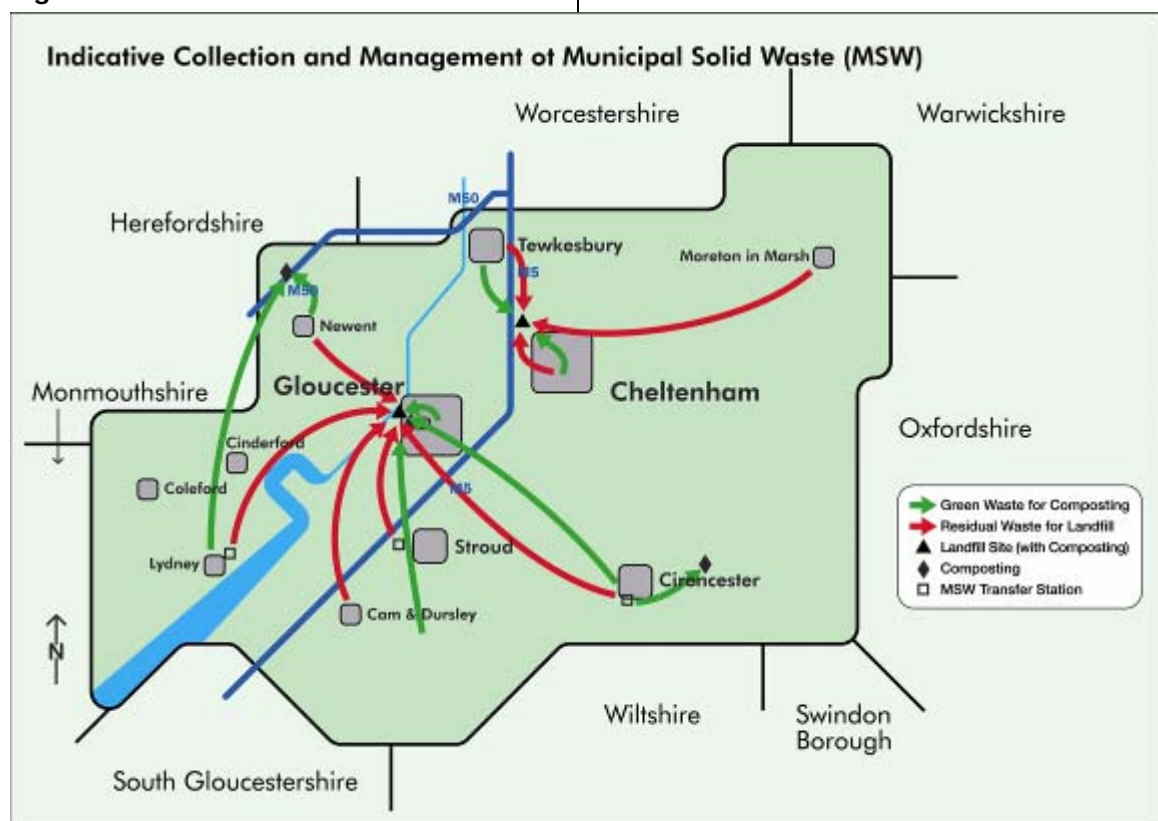 Indicative Collection and Management of Municipal Solid Waste (MSW)
Worcestershire
Warwickshire
M50
Herefordshire
Tewkesbury
Moreton in Marsh
M5
M50
Newent
Gloucester
Cheltenham
Monmouthshire
Oxfordshire
Cinderford
Coleford
M5
Green Waste for Composting
Residual Waste for Landfill
Landfill Site (with Composting)
Composting
MSW Transfer Station
Stroud
Lydney
Cirencester
Cam & Dursley
N
Wiltshire
Swindon
Borough
South Gloucestershire